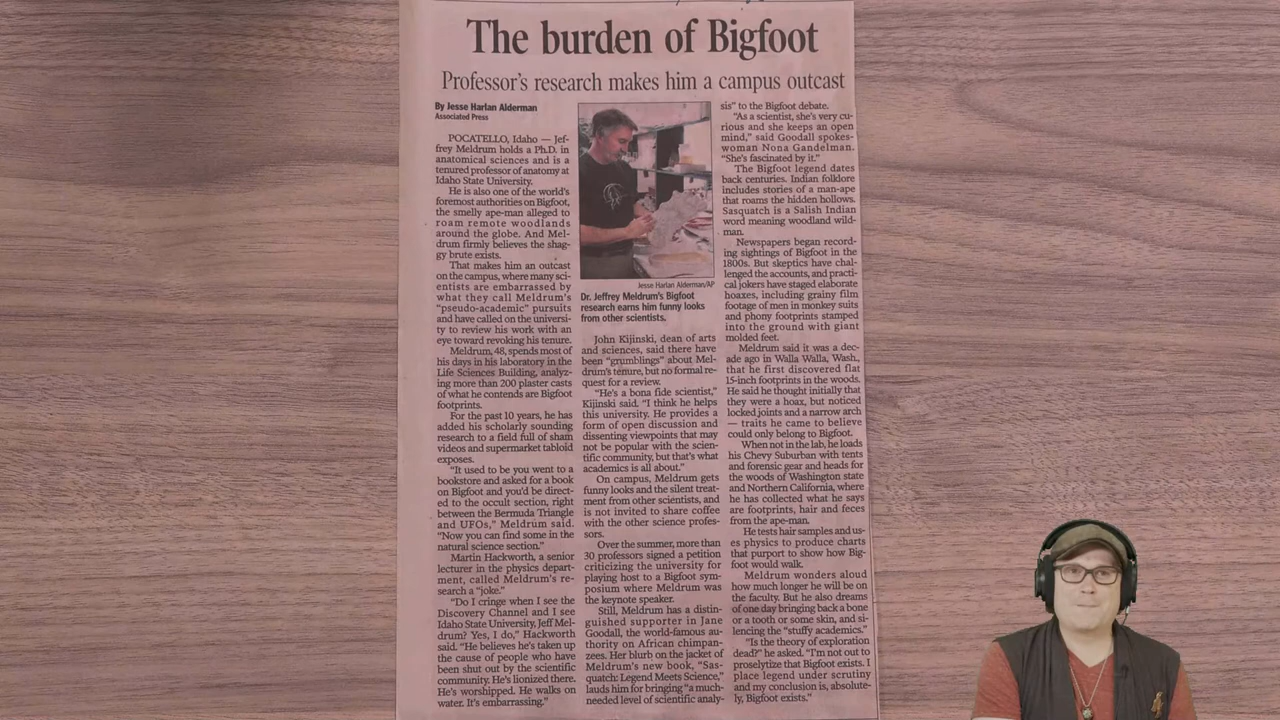 The burden of Bigfoot
Professor's research makes him a campus outcast
By Jesse Harlan Alderman
Associated Press
POCATELLO, Idaho — Jef-
frey Meldrum holds a Ph.D. in
anatomical sciences and is a
tenured professor of anatomy at
Idaho State University.
He is also one of the world's
foremost authorities on Bigfoot,
the smelly ape-man alleged to
roam remote woodlands
around the globe. And Mel-
drum firmly believes the shag-
gy brute exists.
That makes him an outcast
on the campus, where many sci-
entists are embarrassed by
what they call Meldrum's
"pseudo-academic" pursuits
and have called on the universi-
ty to review his work with an
eye toward revoking his tenure.
Meldrum, 48, spends most of
his days in his laboratory in the
Life Sciences Building, analyz-
ing more than 200 plaster casts
of what he contends are Bigfoot
footprints.
For the past 10 years, he has
added his scholarly sounding
research to a field full of sham
videos and supermarket tabloid
exposes.
"It used to be you went to a
bookstore and asked for a book
on Bigfoot and you'd be direct-
ed to the occult section, right
between the Bermuda Triangle
and UFOs," Meldrum said.
"Now you can find some in the
natural science section."
Martin Hackworth, a senior
lecturer in the physics depart-
ment, called Meldrum's re-
search a "joke."
"Do I cringe when I see the
Discovery Channel and I see
Idaho State University, Jeff Mel-
drum? Yes, I do," Hackworth
said. "He believes he's taken up
the cause of people who have
been shut out by the scientific
community. He's lionized there.
He's worshipped. He walks on
water. It's embarrassing."
Jesse Harlan Alderman/AP
Dr. Jeffrey Meldrum's Bigfoot
research earns him funny looks
from other scientists.
John Kijinski, dean of arts
and sciences, said there have
been "grumblings" about Mel-
drum's tenure, but no formal re-
quest for a review.
"He's a bona fide scientist,"
Kijinski said. "I think he helps
this university. He provides a
form of open discussion and
dissenting viewpoints that may
not be popular with the scien-
tific community, but that's what
academics is all about."
On campus, Meldrum gets
funny looks and the silent treat-
ment from other scientists, and
is not invited to share coffee
with the other science profes-
sors.
Over the summer, more than
30 professors signed a petition
criticizing the university for
playing host to a Bigfoot sym-
posium where Meldrum was
the keynote speaker.
Still, Meldrum has a distin-
guished supporter in Jane
Goodall, the world-famous au-
thority on African chimpan-
zees. Her blurb on the jacket of
Meldrum's new book, "Sas-
quatch: Legend Meets Science,"
lauds him for bringing "a much-
needed level of scientific analy-
sis" to the Bigfoot debate.
"As a scientist, she's very cu-
rious and she keeps an open
mind," said Goodall spokes-
woman Nona Gandelman.
"She's fascinated by it."
The Bigfoot legend dates
back centuries. Indian folklore
includes stories of a man-ape
that roams the hidden hollows.
Sasquatch is a Salish Indian
word meaning woodland wild-
man.
Newspapers began record-
ing sightings of Bigfoot in the
1800s. But skeptics have chal-
lenged the accounts, and practi-
cal jokers have staged elaborate
hoaxes, including grainy film
footage of men in monkey suits
and phony footprints stamped
into the ground with giant
molded feet.
Meldrum said it was a dec-
ade ago in Walla Walla, Wash.,
that he first discovered flat
15-inch footprints in the woods.
He said he thought initially that
they were a hoax, but noticed
locked joints and a narrow arch
— traits he came to believe
could only belong to Bigfoot.
When not in the lab, he loads
his Chevy Suburban with tents
and forensic gear and heads for
the woods of Washington state
and Northern California, where
he has collected what he says
are footprints, hair and feces
from the ape-man.
He tests hair samples and us-
es physics to produce charts
that purport to show how Big-
foot would walk.
Meldrum wonders aloud
how much longer he will be on
the faculty. But he also dreams
of one day bringing back a bone
or a tooth or some skin, and si-
lencing the "stuffy academics."
"Is the theory of exploration
dead?" he asked. "I'm not out to
proselytize that Bigfoot exists. I
place legend under scrutiny
and my conclusion is, absolute-
ly, Bigfoot exists."